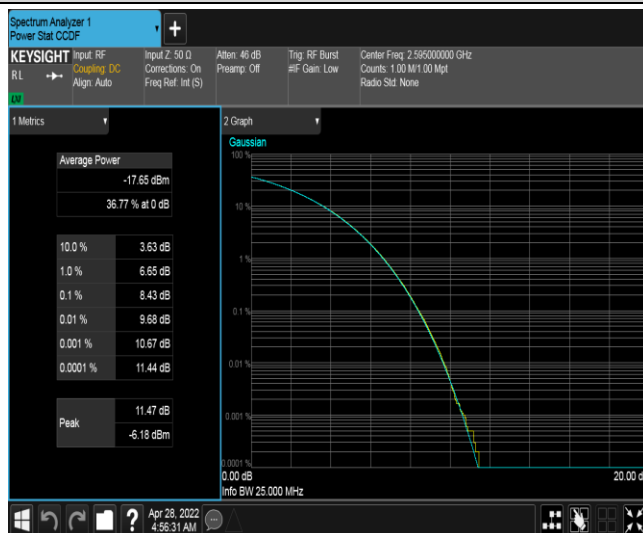 Spectrum Analyzer 1
Power Stat CCDF
+
KEYSIGHT
RL
LM
Input: RF
Coupling: DC
Align: Auto
Input Z: 50 Ω
Corrections: On
Freq Ref: Int (S)
Atten: 46 dB
Preamp: Off
Trig: RF Burst
#IF Gain: Low
Center Freq: 2.595000000 GHz
Counts: 1.00 M/1.00 Mpt
Radio Std: None
1 Metrics
Average Power
-17.65 dBm
36.77 % at 0 dB
10.0 % 3.63 dB
1.0 % 6.65 dB
0.1 % 8.43 dB
0.01 % 9.68 dB
0.001 % 10.67 dB
0.0001 % 11.44 dB
Peak
11.47 dB
-6.18 dBm
2 Graph
Gaussian
100 %
10 %
1 %
0.1 %
0.01 %
0.001 %
0.0001 %
0.00 dB
20.00 d
Info BW 25.000 MHz
?
Apr 28, 2022
4:56:31 AM